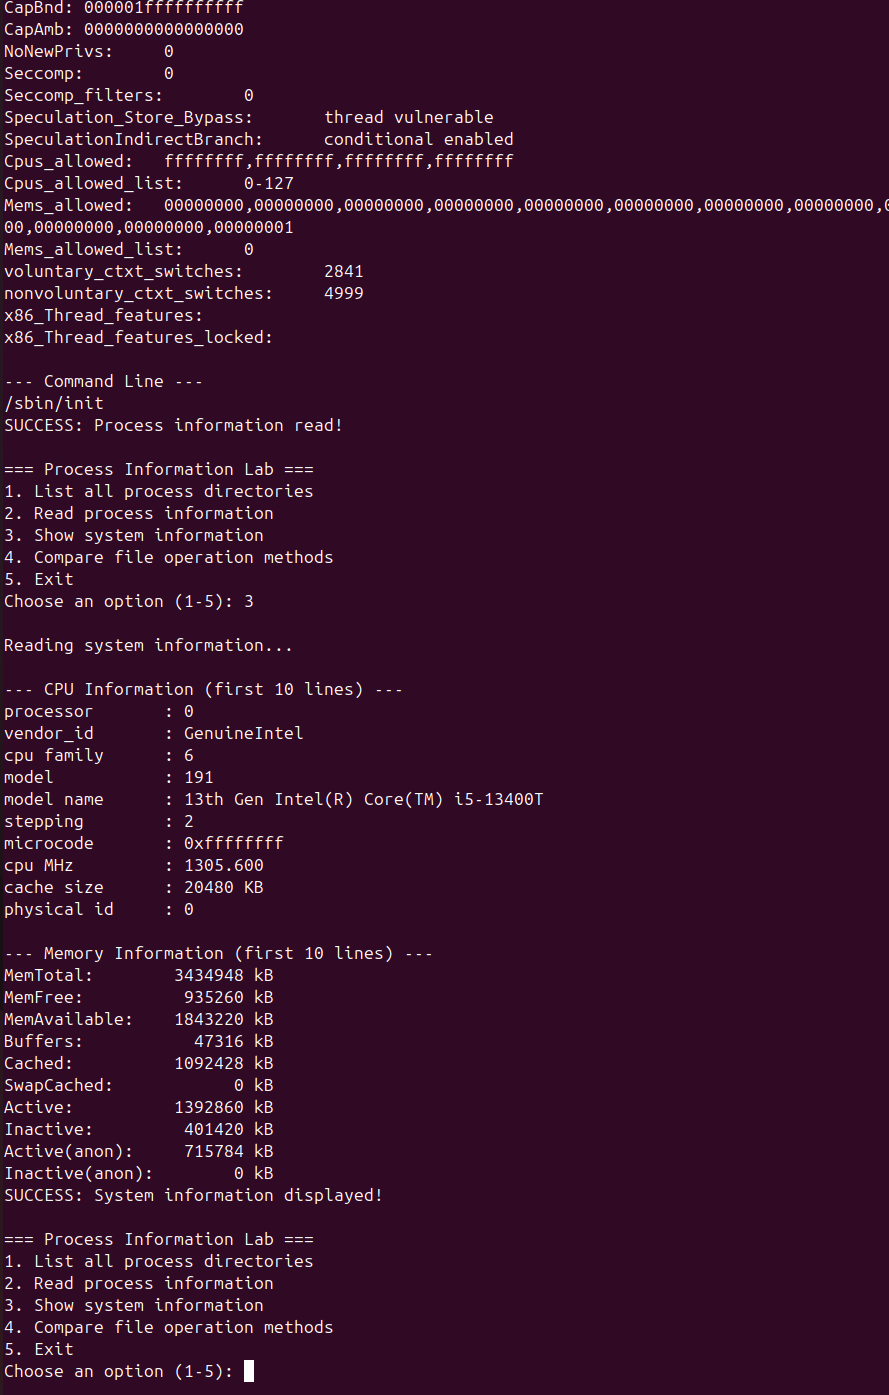 CapBnd: 000001ffffffffff
CapAmb: 0000000000000000
NoNewPrivs:     0
Seccomp:        0
Seccomp_filters:        0
Speculation_Store_Bypass:       thread vulnerable
SpeculationIndirectBranch:      conditional enabled
Cpus_allowed:   ffffffff,ffffffff,ffffffff,ffffffff
Cpus_allowed_list:      0-127
Mems_allowed:   00000000,00000000,00000000,00000000,00000000,00000000,00000000,00000000,0
00,00000000,00000000,00000001
Mems_allowed_list:      0
voluntary_ctxt_switches:        2841
nonvoluntary_ctxt_switches:     4999
x86_Thread_features:
x86_Thread_features_locked:

--- Command Line ---
/sbin/init
SUCCESS: Process information read!

=== Process Information Lab ===
1. List all process directories
2. Read process information
3. Show system information
4. Compare file operation methods
5. Exit
Choose an option (1-5): 3

Reading system information...

--- CPU Information (first 10 lines) ---
processor       : 0
vendor_id       : GenuineIntel
cpu family      : 6
model           : 191
model name      : 13th Gen Intel(R) Core(TM) i5-13400T
stepping        : 2
microcode       : 0xffffffff
cpu MHz         : 1305.600
cache size      : 20480 KB
physical id     : 0

--- Memory Information (first 10 lines) ---
MemTotal:        3434948 kB
MemFree:          935260 kB
MemAvailable:    1843220 kB
Buffers:           47316 kB
Cached:          1092428 kB
SwapCached:            0 kB
Active:          1392860 kB
Inactive:         401420 kB
Active(anon):     715784 kB
Inactive(anon):        0 kB
SUCCESS: System information displayed!

=== Process Information Lab ===
1. List all process directories
2. Read process information
3. Show system information
4. Compare file operation methods
5. Exit
Choose an option (1-5):